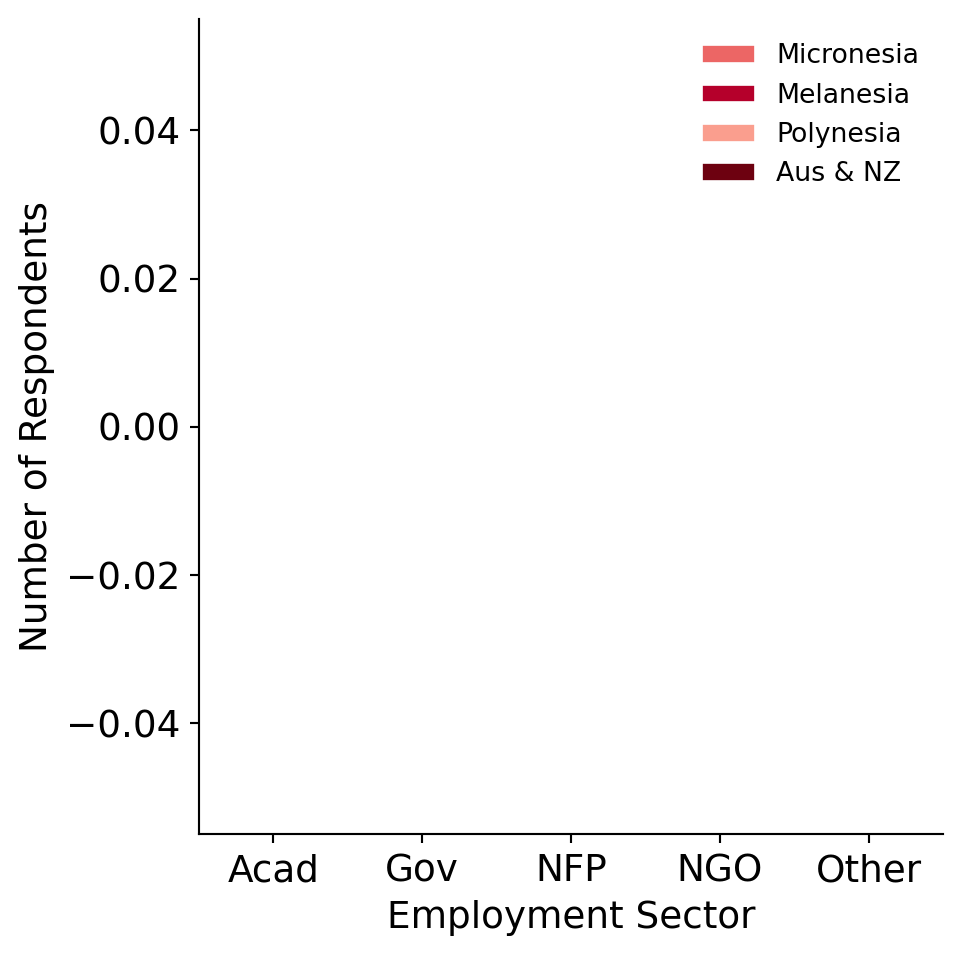 Micronesia
Melanesia
Polynesia
Aus & NZ
0.04
0.02
0.00
−0.02
−0.04
Number of Respondents
Acad Gov NFP NGO Other
Employment Sector